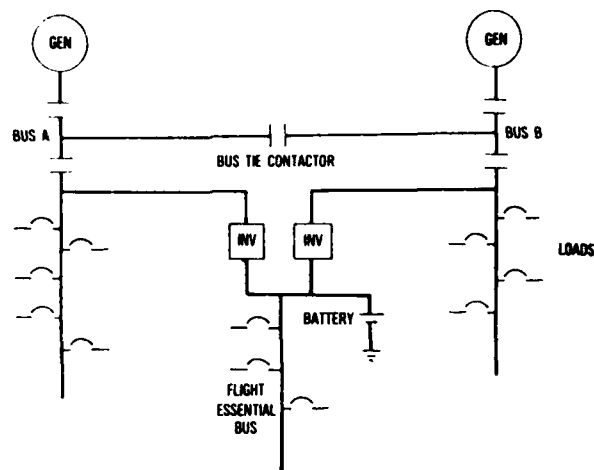 GEN
GEN
BUS A
BUS B
BUS TIE CONTACTOR
INV
INV
LOADS
BATTERY
FLIGHT
ESSENTIAL
BUS